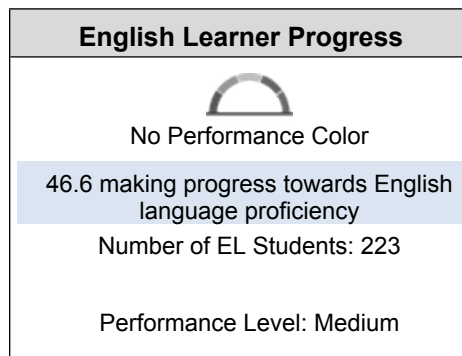 English Learner Progress
No Performance Color
46.6 making progress towards English
language proficiency
Number of EL Students: 223
Performance Level: Medium